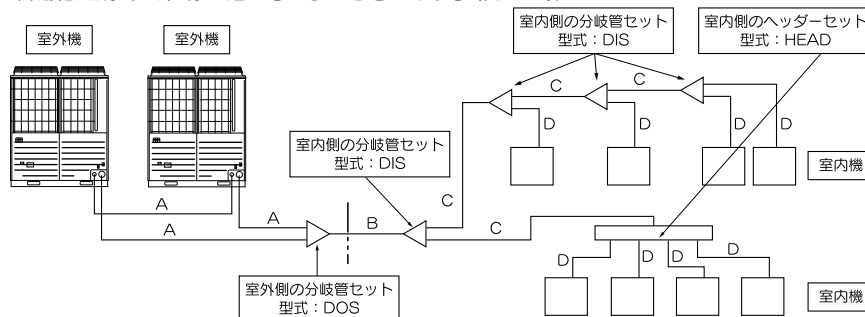 室外機
室外機
室内側の分岐管セット
型式：DIS
室内側のヘッダーセット
型式：HEAD
C
C
D
D
D
D
室内側の分岐管セット
型式：DIS
室内機
A
A
A
B
C
C
D
D
D
D
室外側の分岐管セット
型式：DOS
室内機